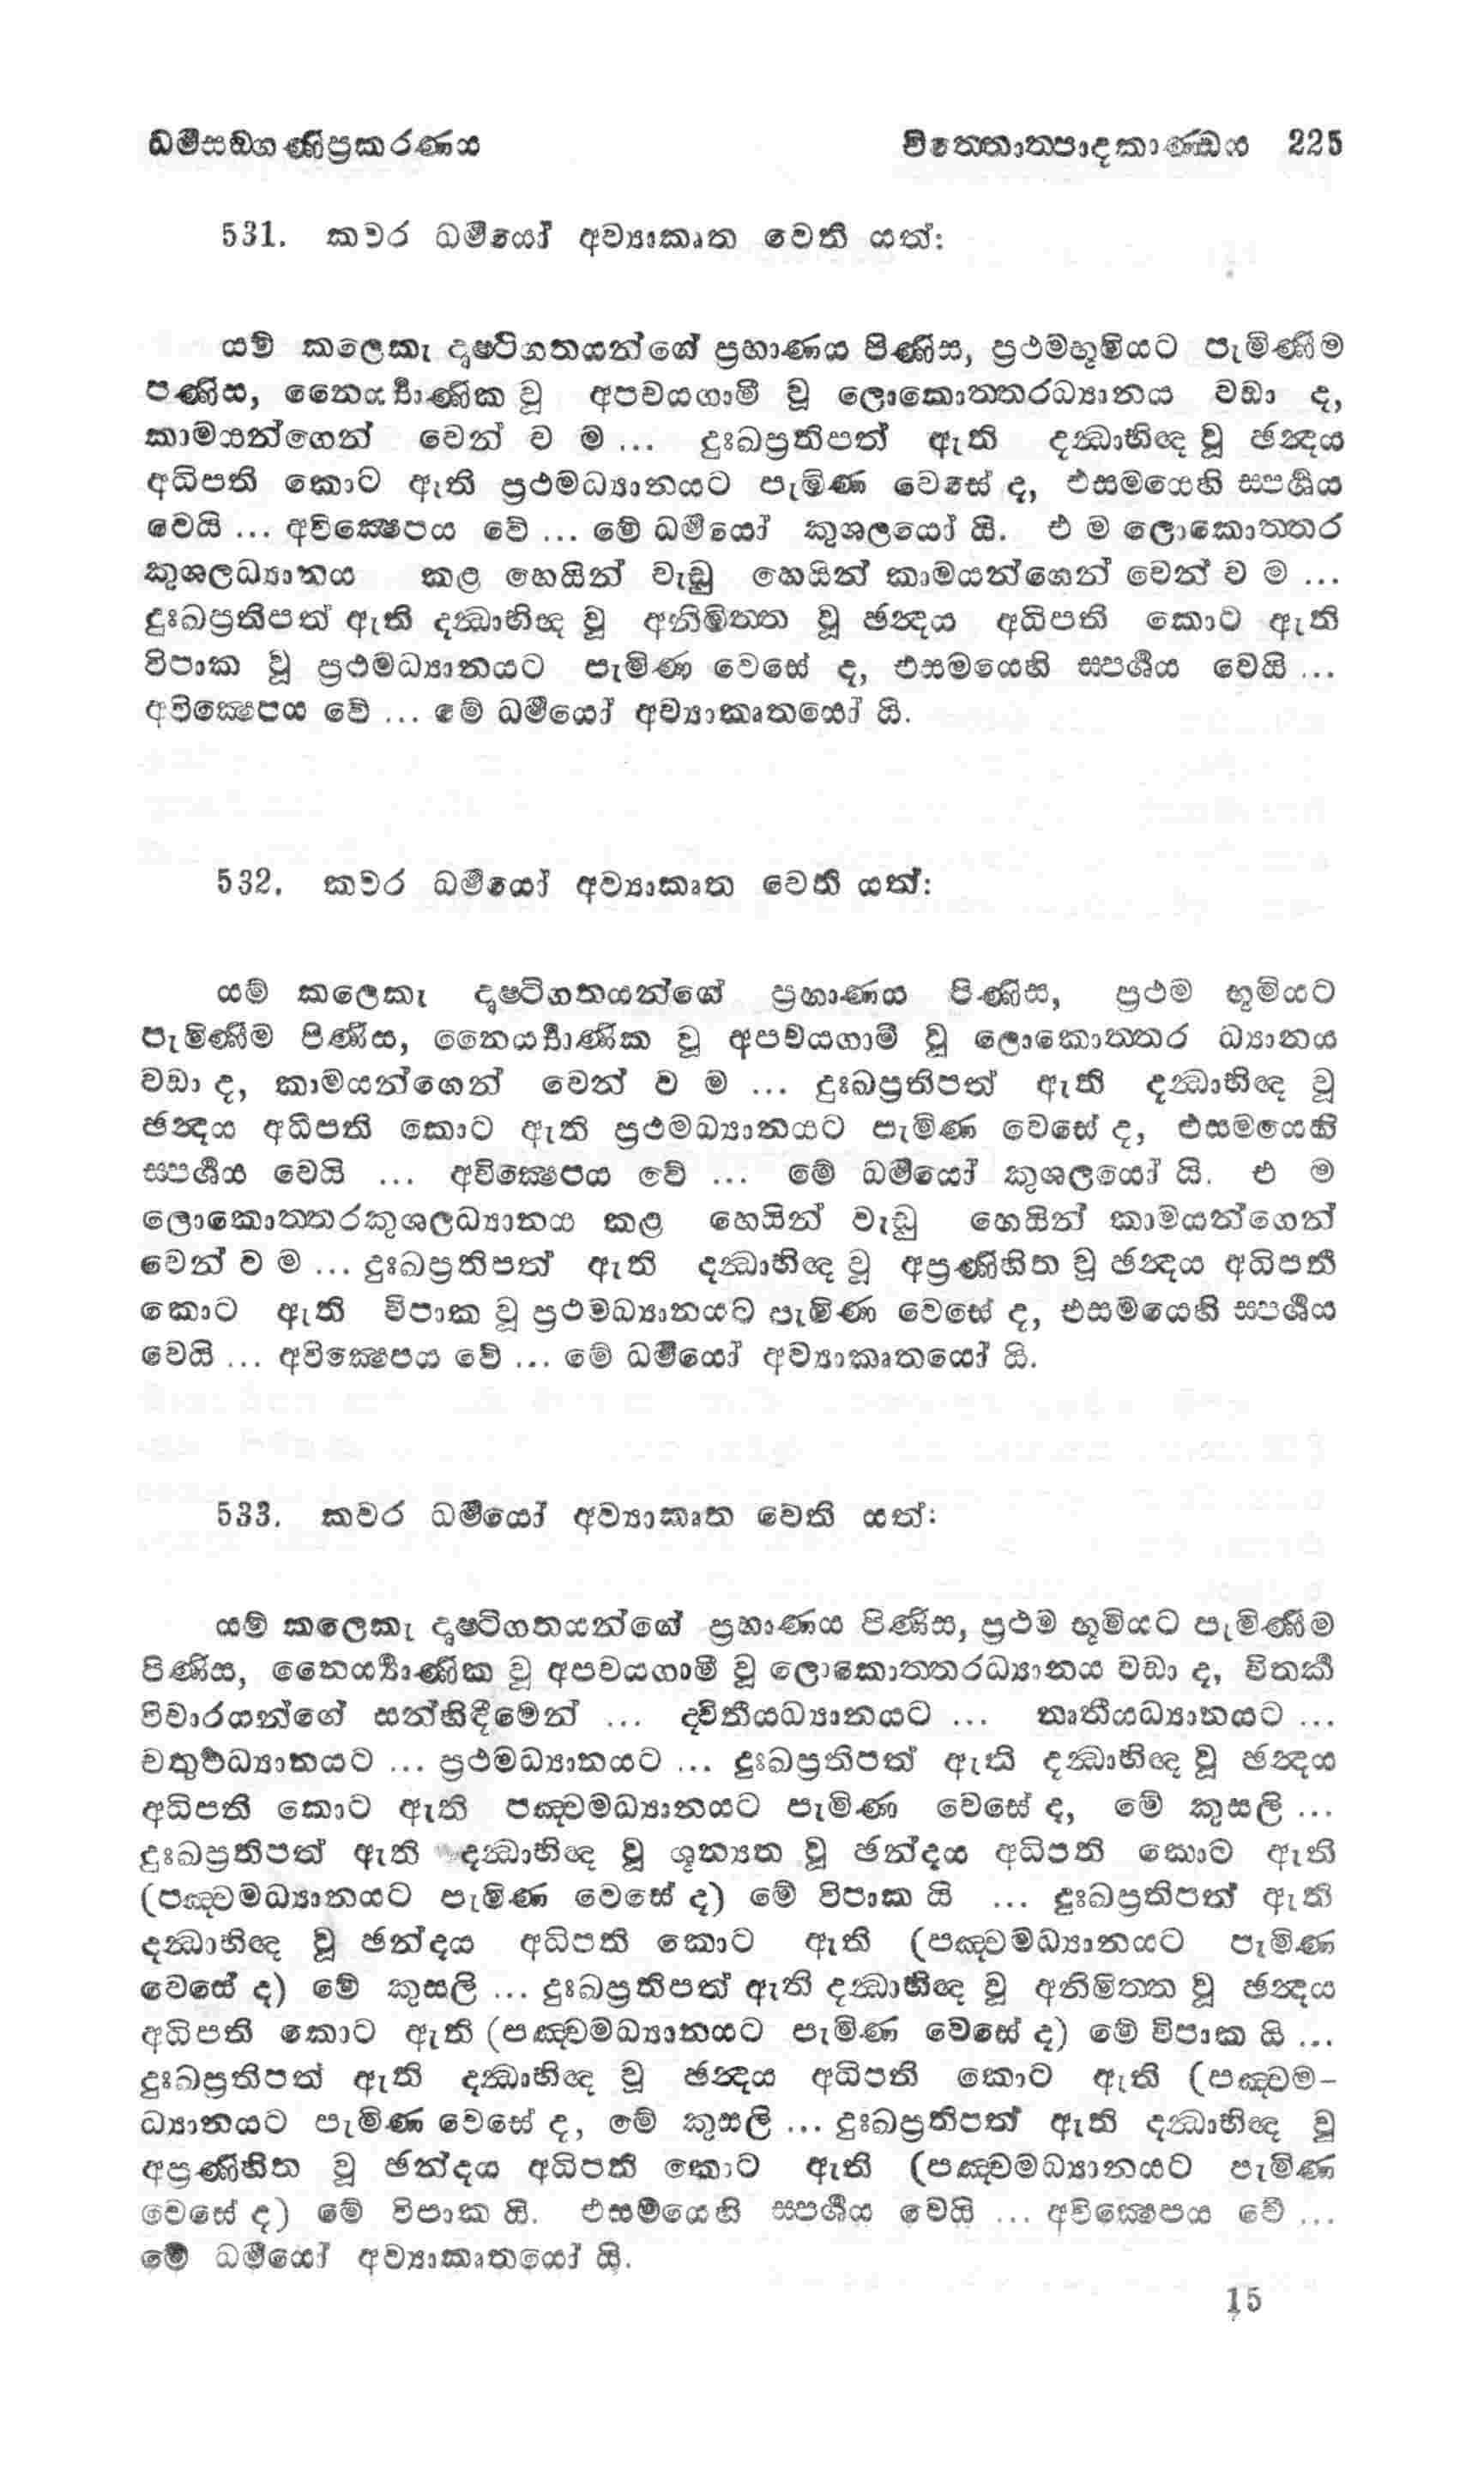 ධර්මසඞ්ගණීප්‍රකරණය චිත්තොත්පාදකාණ්ඩය 225
531. කවර ධර්මයෝ අව්‍යාකෘත වෙති යත්:
යම් කලෙකැ දෘෂ්ටිගතයන්ගේ ප්‍රහාණය පිණිස, ප්‍රථමභූමියට පැමිණීම
පණිස, නෛර්‍ය්‍යාණික වූ අපචයගාමී වූ ලොකොත්තරධ්‍යානය වඩා ද,
කාමයන්ගෙන් වෙන් ව ම ... දුඃඛප්‍රතිපත් ඇති දන්ධාභිඥ වූ ඡන්දය
අධිපති කොට ඇති ප්‍රථමධ්‍යානයට පැමිණ වෙසේ ද, එසමයෙහි ස්පර්ශය
වෙයි ... අවික්‍ෂෙපය වේ ... මේ ධර්මයෝ කුශලයෝ යි. එ ම ලොකොත්තර
කුශලධ්‍යානය කළ හෙයින් වැඩූ හෙයින් කාමයන්ගෙන් වෙන් ව ම ...
දුඃඛප්‍රතිපත් ඇති දන්ධාභිඥ වූ අනිමිත්ත වූ ඡන්දය අධිපති කොට ඇති
විපාක වූ ප්‍රථමධ්‍යානයට පැමිණ වෙසේ ද, එසමයෙහි ස්පර්ශය වෙයි ...
අවික්‍ෂෙපය වේ ... මේ ධර්මයෝ අව්‍යාකෘතයෝ යි.
532. කවර ධර්මයෝ අව්‍යාකෘත වෙති යත්:
යම් කලෙකැ දෘෂ්ටිගතයන්ගේ ප්‍රහාණය පිණිස, ප්‍රථම භූමියට
පැමිණීම පිණිස, නෛර්‍ය්‍යාණික වූ අපචයගාමී වූ ලොකොත්තර ධ්‍යානය
වඩා ද, කාමයන්ගෙන් වෙන් ව ම ... දුඃඛප්‍රතිපත් ඇති දන්ධාභිඥ වූ
ඡන්දය අධිපති කොට ඇති ප්‍රථමධ්‍යානයට පැමිණ වෙසේ ද, එසමයෙහි
ස්පර්ශය වෙයි ... අවික්‍ෂෙපය වේ ... මේ ධර්මයෝ කුශලයෝ යි. එ ම
ලොකොත්තරකුශලධ්‍යානය කළ හෙයින් වැඩූ හෙයින් කාමයන්ගෙන්
වෙන් ව ම ... දුඃඛප්‍රතිපත් ඇති දන්ධාභිඥ වූ අප්‍රණිහිත වූ ඡන්දය අධිපති
කොට ඇති විපාක වූ ප්‍රථමධ්‍යානයට පැමිණ වෙසේ ද, එසමයෙහි ස්පර්ශය
වෙයි ... අවික්‍ෂෙපය වේ ... මේ ධර්මයෝ අව්‍යාකෘතයෝ යි.
533. කවර ධර්මයෝ අව්‍යාකෘත වෙති යත්:
යම් කලෙකැ දෘෂ්ටිගතයන්ගේ ප්‍රහාණය පිණිස, ප්‍රථම භූමියට පැමිණීම
පිණිස, නෛර්‍ය්‍යාණික වූ අපචයගාමී වූ ලොකොත්තරධ්‍යානය වඩා ද, විතර්ක
විචාරයන්ගේ සන්හිඳීමෙන් ... ද්විතීයධ්‍යානයට ... තෘතීයධ්‍යානයට ...
චතුර්ථධ්‍යානයට ... ප්‍රථමධ්‍යානයට ... දුඃඛප්‍රතිපත් ඇති දන්ධාභිඥ වූ ඡන්දය
අධිපති කොට ඇති පඤ්චමධ්‍යානයට පැමිණ වෙසේ ද, මේ කුසලි ...
දුඃඛප්‍රතිපත් ඇති දන්ධාභිඥ වූ ශුන්‍යත වූ ඡන්දය අධිපති කොට ඇති
(පඤ්චමධ්‍යානයට පැමිණ වෙසේ ද) මේ විපාක යි ... දුඃඛප්‍රතිපත් ඇති
දන්ධාභිඥ වූ ඡන්දය අධිපති කොට ඇති (පඤ්චමධ්‍යානයට පැමිණ
වෙසේ ද) මේ කුසලි ... දුඃඛප්‍රතිපත් ඇති දන්ධාභිඥ වූ අනිමිත්ත වූ ඡන්දය
අධිපති කොට ඇති (පඤ්චමධ්‍යානයට පැමිණ වෙසේ ද) මේ විපාක යි ...
දුඃඛප්‍රතිපත් ඇති දන්ධාභිඥ වූ ඡන්දය අධිපති කොට ඇති (පඤ්චම-
ධ්‍යානයට පැමිණ වෙසේ ද, මේ කුසලි ... දුඃඛප්‍රතිපත් ඇති දන්ධාභිඥ වූ
අප්‍රණිහිත වූ ඡන්දය අධිපති කොට ඇති (පඤ්චමධ්‍යානයට පැමිණ
වෙසේ ද) මේ විපාක යි. එසමයෙහි ස්පර්ශය වෙයි ... අවික්‍ෂෙපය වේ ...
මේ ධර්මයෝ අව්‍යාකෘතයෝ යි.
15